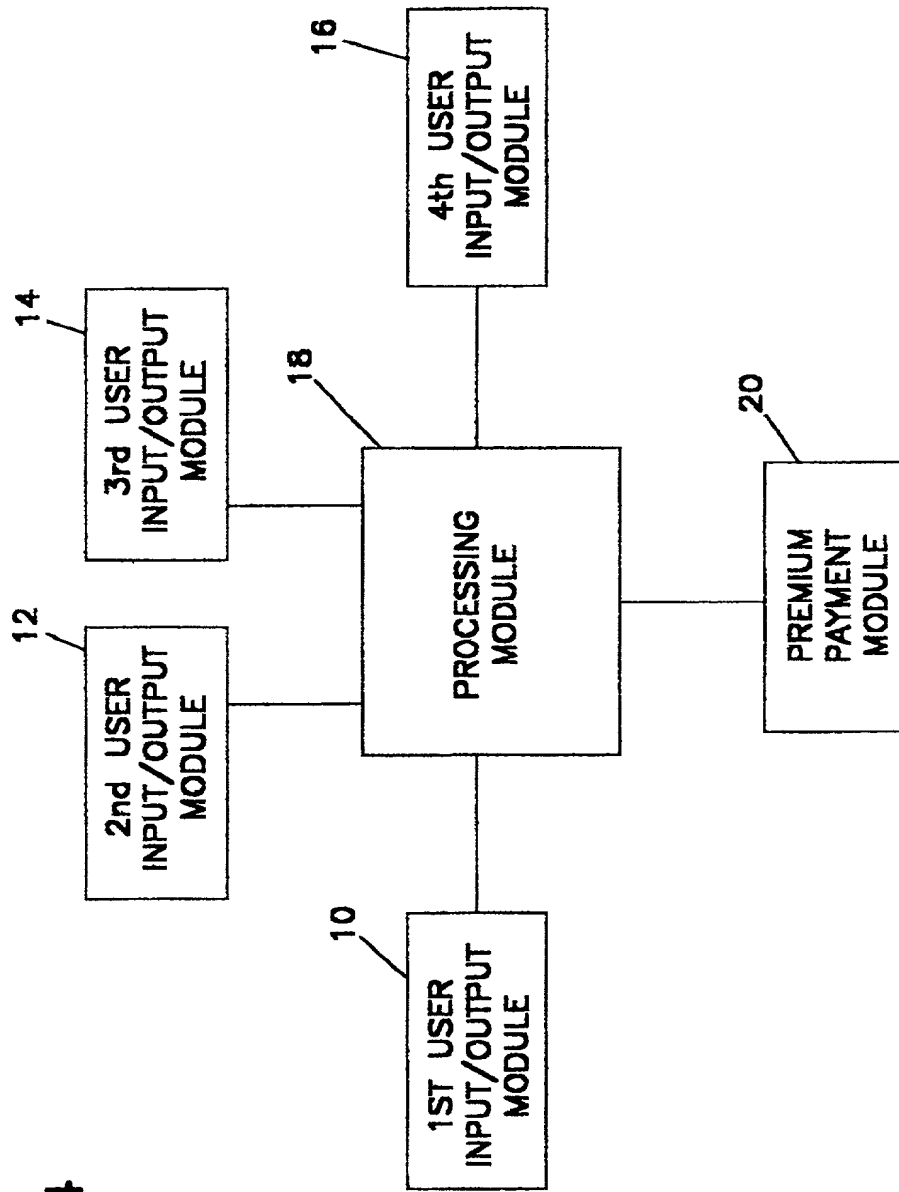 12
2nd USER
INPUT/OUTPUT
MODULE
14
3rd USER
INPUT/OUTPUT
MODULE
10
1ST USER
INPUT/OUTPUT
MODULE
18
PROCESSING
MODULE
16
4th USER
INPUT/OUTPUT
MODULE
20
PREMIUM
PAYMENT
MODULE